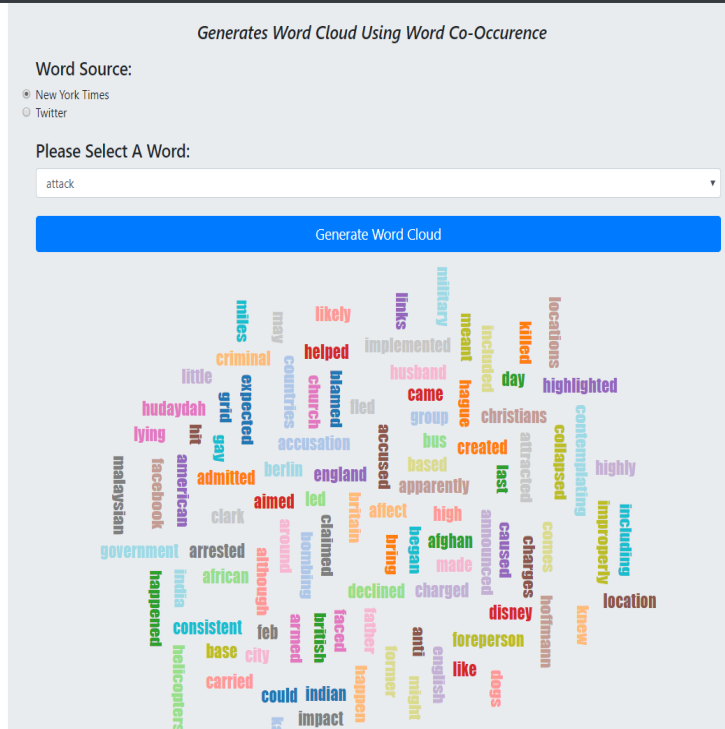 Generates Word Cloud Using Word Co-Occurence
Word Source:
New York Times
Twitter
Please Select A Word:
attack
Generate Word Cloud
military
links
locations
miles
may
likely
meant
included
killed
helped
implemented
criminal
countries
husband
little
expected
church
blamed
came
hague
day
highlighted
grid
hudaydah
fled
group
christians
contemplating
lying
hit
gay
accusation
accused
bus
created
attracted
collapsed
malaysian
facebook
american
admitted
berlin
england
based
last
highly
apparently
aimed
led
britain
clark
affect
high
announced
improperly
including
around
claimed
bombing
bring
began
afghan
caused
charges
comes
government
arrested
although
made
happened
india
african
declined
charged
location
disney
hoffmann
knew
armed
british
faced
father
consistent
feb
anti
foreperson
helicopters
base
city
former
english
like
dogs
happen
might
carried
could
indian
impact